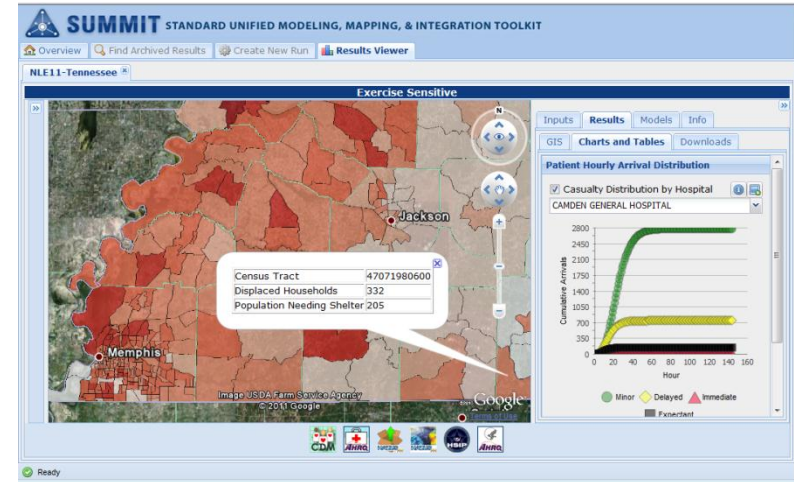 SUMMIT STANDARD UNIFIED MODELING, MAPPING, & INTEGRATION TOOLKIT
Overview Find Archived Results Create New Run Results Viewer
NLE11-Tennessee
Exercise Sensitive
N
Jackson
Census Tract 47071980600
Displaced Households 332
Population Needing Shelter 205
Memphis
Image USDA Farm Service Agency
© 2011 Google
Google
Inputs Results Models Info
GIS Charts and Tables Downloads
Patient Hourly Arrival Distribution
Casualty Distribution by Hospital
CAMDEN GENERAL HOSPITAL
Cumulative Arrivals
2800
2450
2100
1750
1400
1050
700
350
0
0 20 40 60 80 100 120 140 160
Hour
Minor Delayed Immediate
Expectant
CDM AHRQ HSIP AHRQ
Ready